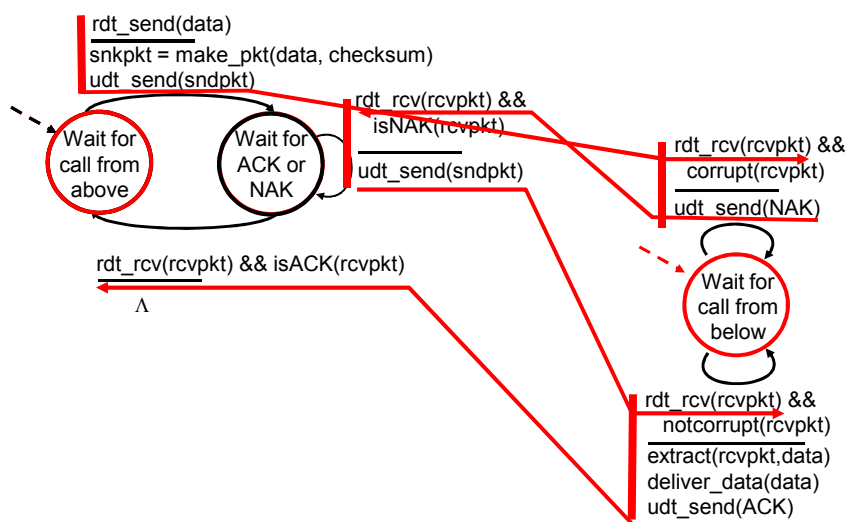 rdt_send(data)
snkpkt = make_pkt(data, checksum)
udt_send(sndpkt)
Wait for
call from
above
Wait for
ACK or
NAK
rdt_rcv(rcvpkt) &&
isNAK(rcvpkt)
udt_send(sndpkt)
rdt_rcv(rcvpkt) && isACK(rcvpkt)
Λ
rdt_rcv(rcvpkt) &&
corrupt(rcvpkt)
udt_send(NAK)
Wait for
call from
below
rdt_rcv(rcvpkt) &&
notcorrupt(rcvpkt)
extract(rcvpkt,data)
deliver_data(data)
udt_send(ACK)